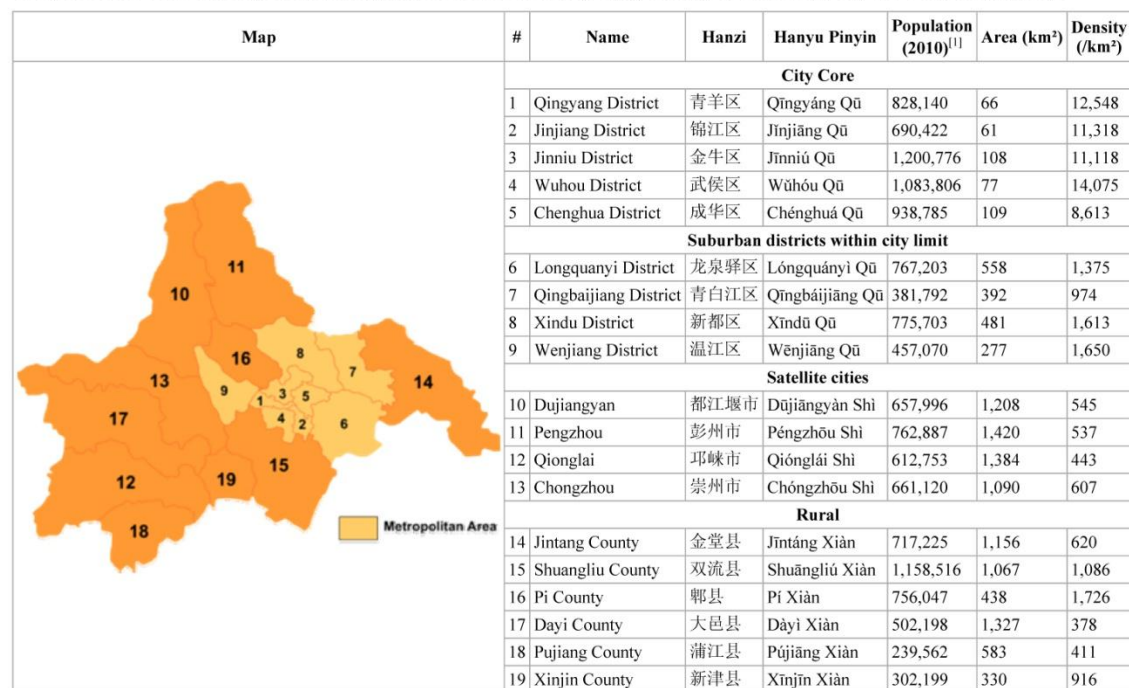 Map # Name Hanzi Hanyu Pinyin Population (2010)[1] Area (km²) Density (/km²)
City Core
1 Qingyang District 青羊区 Qīngyáng Qū 828,140 66 12,548
2 Jinjiang District 锦江区 Jǐnjiāng Qū 690,422 61 11,318
3 Jinniu District 金牛区 Jīnniú Qū 1,200,776 108 11,118
4 Wuhou District 武侯区 Wǔhóu Qū 1,083,806 77 14,075
5 Chenghua District 成华区 Chénghuá Qū 938,785 109 8,613
Suburban districts within city limit
6 Longquanyi District 龙泉驿区 Lóngquányì Qū 767,203 558 1,375
7 Qingbaijiang District 青白江区 Qīngbáijiāng Qū 381,792 392 974
8 Xindu District 新都区 Xīndū Qū 775,703 481 1,613
9 Wenjiang District 温江区 Wēnjiāng Qū 457,070 277 1,650
Satellite cities
10 Dujiangyan 都江堰市 Dūjiāngyàn Shì 657,996 1,208 545
11 Pengzhou 彭州市 Péngzhōu Shì 762,887 1,420 537
12 Qionglai 邛崃市 Qiónglái Shì 612,753 1,384 443
13 Chongzhou 崇州市 Chóngzhōu Shì 661,120 1,090 607
Rural
14 Jintang County 金堂县 Jīntáng Xiàn 717,225 1,156 620
15 Shuangliu County 双流县 Shuāngliú Xiàn 1,158,516 1,067 1,086
16 Pi County 郫县 Pí Xiàn 756,047 438 1,726
17 Dayi County 大邑县 Dàyì Xiàn 502,198 1,327 378
18 Pujiang County 蒲江县 Pújiāng Xiàn 239,562 583 411
19 Xinjin County 新津县 Xīnjīn Xiàn 302,199 330 916
11
10
16
8
7
13
9
3
5
14
1
17
4
2
6
15
19
12
18
Metropolitan Area